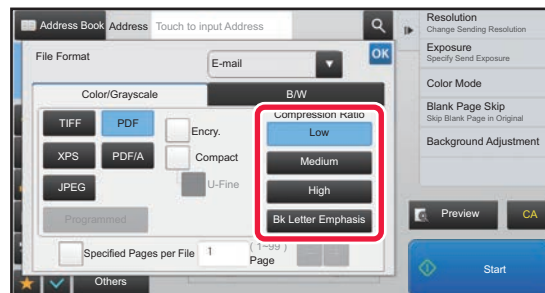 Address Book
Address
Touch to input Address
Resolution
Change Sending Resolution
File Format
E-mail
OK
Exposure
Specify Send Exposure
Color/Grayscale
B/W
Color Mode
TIFF
PDF
Encry.
Compression Ratio
Low
Blank Page Skip
Skip Blank Page in Original
XPS
PDF/A
Compact
Medium
Background Adjustment
JPEG
U-Fine
High
Programmed
Bk Letter Emphasis
Preview
CA
Specified Pages per File
1
(1~99)
Page
Others
Start